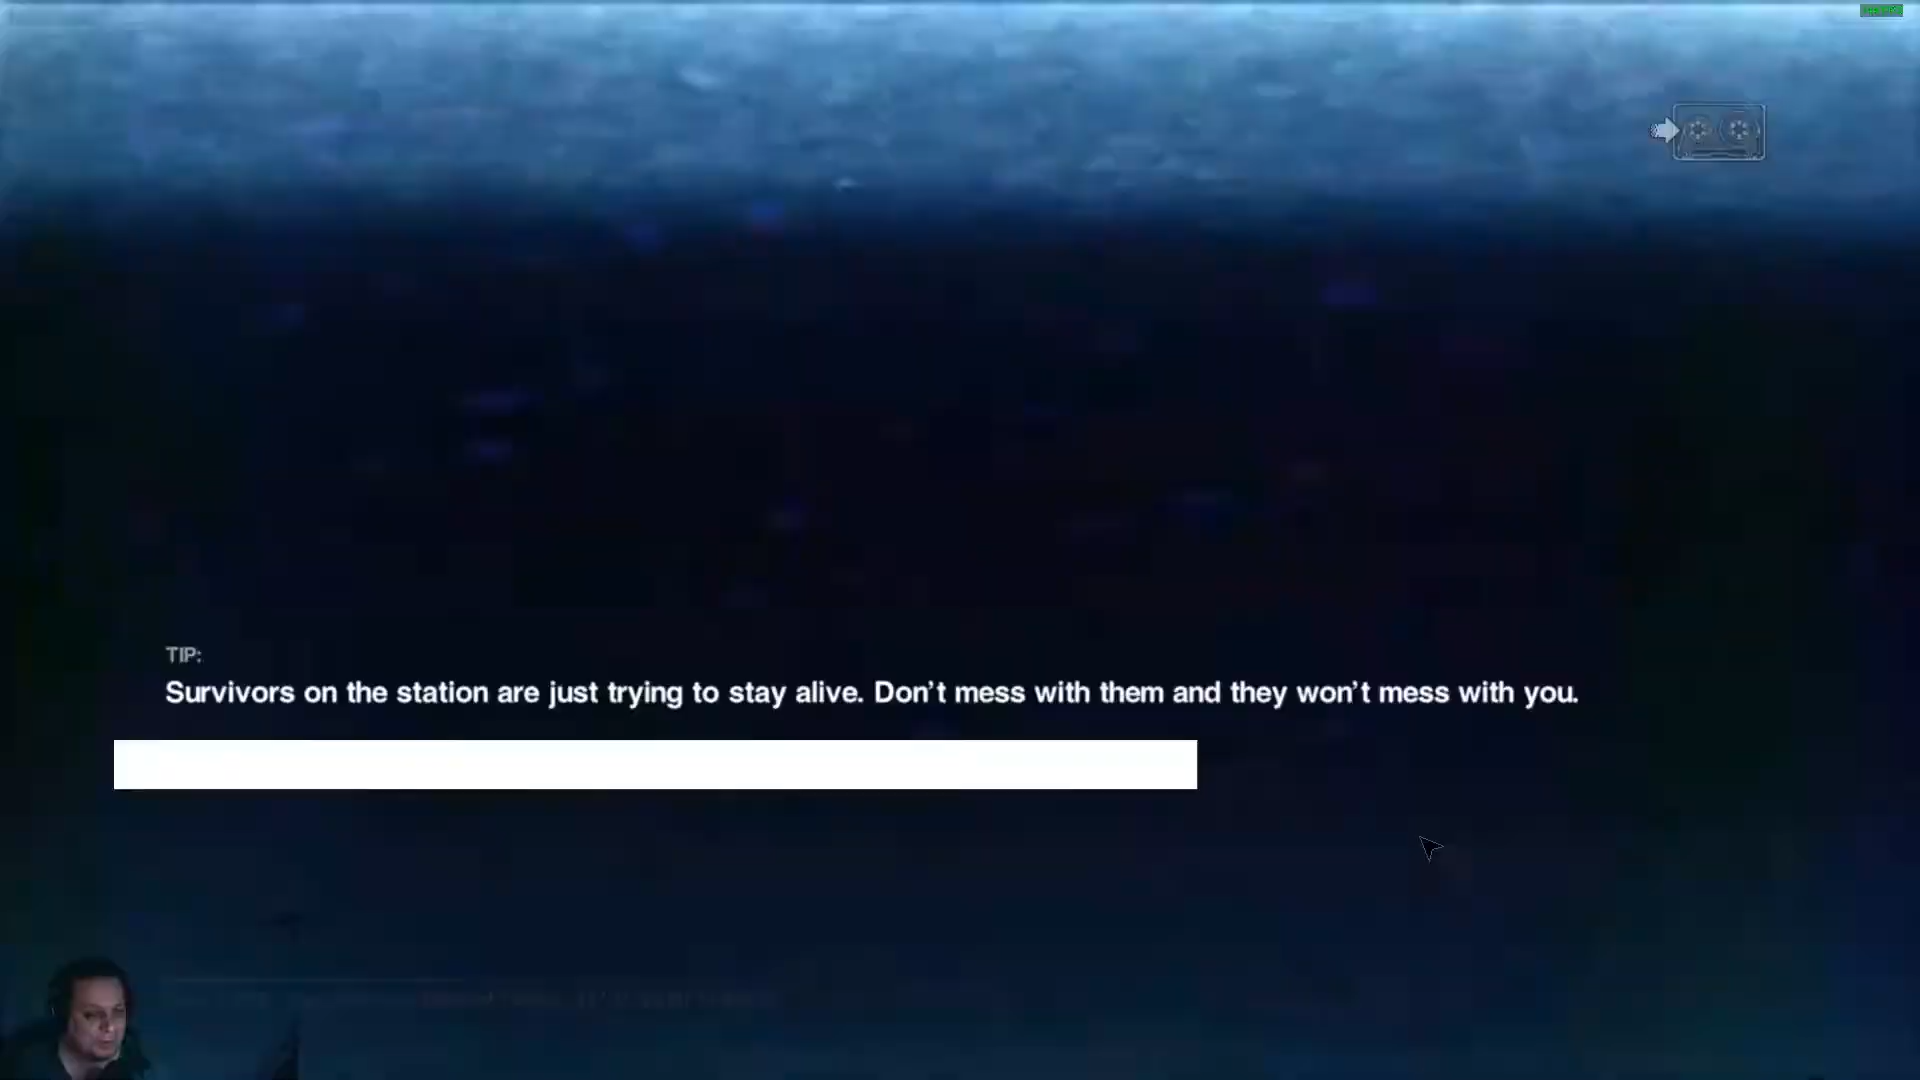 TIP:
Survivors on the station are just trying to stay alive. Don’t mess with them and they won’t mess with you.